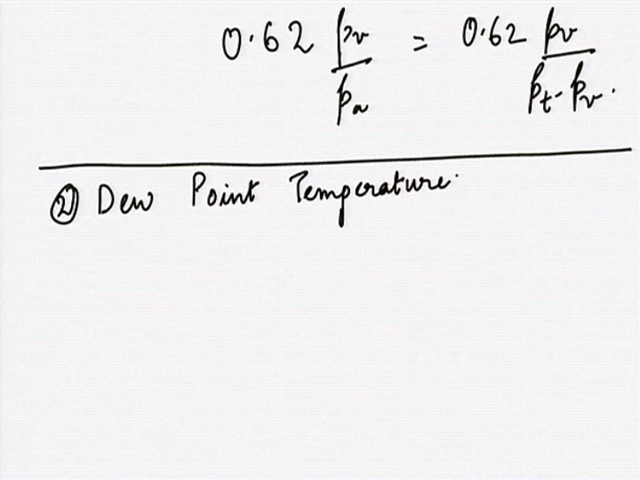 0.62 pv/pa = 0.62 pv/pt-pv.
② Dew Point Temperature.